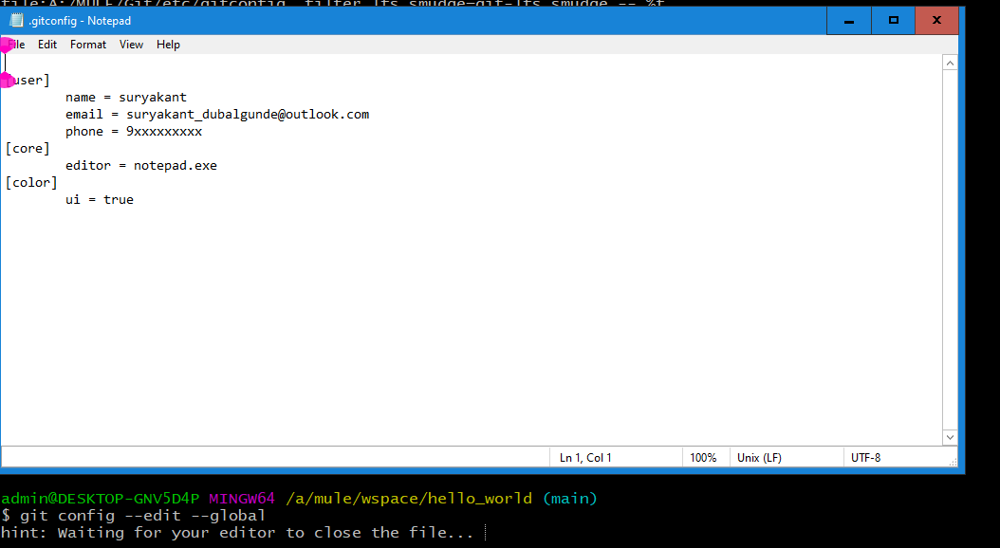 file:A:/MULE/Git/etc/gitconfig filter.lfs.smudge=git-lfs smudge -- %f
.gitconfig - Notepad
File Edit Format View Help
[user]
name = suryakant
email = suryakant_dubalgunde@outlook.com
phone = 9xxxxxxxxx
[core]
editor = notepad.exe
[color]
ui = true
Ln 1, Col 1 100% Unix (LF) UTF-8
admin@DESKTOP-GNV5D4P MINGW64 /a/mule/wspace/hello_world (main)
$ git config --edit --global
hint: Waiting for your editor to close the file...